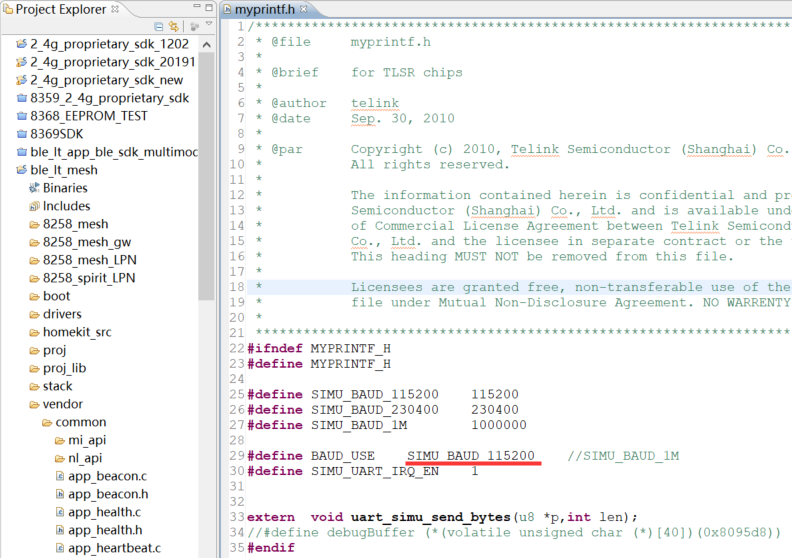 Project Explorer
2_4g_proprietary_sdk_1202
2_4g_proprietary_sdk_20191
2_4g_proprietary_sdk_new
8359_2_4g_proprietary_sdk
8368_EEPROM_TEST
8369SDK
ble_lt_app_ble_sdk_multimoc
ble_lt_mesh
Binaries
Includes
8258_mesh
8258_mesh_gw
8258_mesh_LPN
8258_spirit_LPN
boot
drivers
homekit_src
proj
proj_lib
stack
vendor
common
mi_api
nl_api
app_beacon.c
app_beacon.h
app_health.c
app_health.h
app_heartbeat.c
myprintf.h
1 /********************************************************************
2 * @file myprintf.h
3 *
4 * @brief for TLSR chips
5 *
6 * @author telink
7 * @date Sep. 30, 2010
8 *
9 * @par Copyright (c) 2010, Telink Semiconductor (Shanghai) Co.
10 * All rights reserved.
11 *
12 * The information contained herein is confidential and pr
13 * Semiconductor (Shanghai) Co., Ltd. and is available und
14 * of Commercial License Agreement between Telink Semicond
15 * Co., Ltd. and the licensee in separate contract or the
16 * This heading MUST NOT be removed from this file.
17 *
18 * Licensees are granted free, non-transferable use of the
19 * file under Mutual Non-Disclosure Agreement. NO WARRENTY
20 *
21 *******************************************************************
22 #ifndef MYPRINTF_H
23 #define MYPRINTF_H
24
25 #define SIMU_BAUD_115200 115200
26 #define SIMU_BAUD_230400 230400
27 #define SIMU_BAUD_1M 1000000
28
29 #define BAUD_USE SIMU_BAUD_115200 //SIMU_BAUD_1M
30 #define SIMU_UART_IRQ_EN 1
31
32
33 extern void uart_simu_send_bytes(u8 *p,int len);
34 //#define debugBuffer (*(volatile unsigned char (*)[40])(0x8095d8))
35 #endif